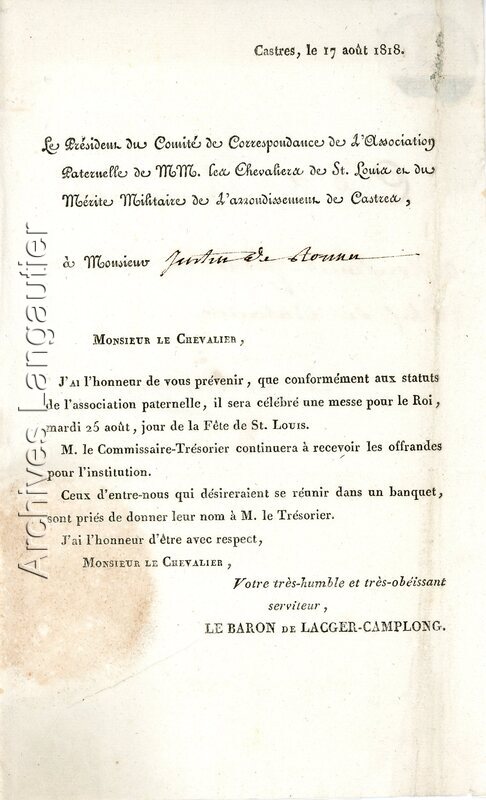 Castres, le 17 août 1818.
Le Président du Comité de Correspondance de l'Association
Paternelle de MM. les Chevaliers de St. Louis et du
Mérite Militaire de l'arrondissement de Castres,
à Monsieur Justin de
MONSIEUR LE CHEVALIER,
J'AI l'honneur de vous prévenir, que conformément aux statuts
de l'association paternelle, il sera célébré une messe pour le Roi,
mardi 25 août, jour de la Fête de St. LOUIS.
M. le Commissaire-Trésorier continuera à recevoir les offrandes
pour l'institution.
Ceux d'entre-nous qui désireraient se réunir dans un banquet,
sont priés de donner leur nom à M. le Trésorier.
J'ai l'honneur d'être avec respect,
MONSIEUR LE CHEVALIER,
Votre très-humble et très-obéissant
serviteur,
LE BARON DE LACGER-CAMPLONG.
Archives Langautier